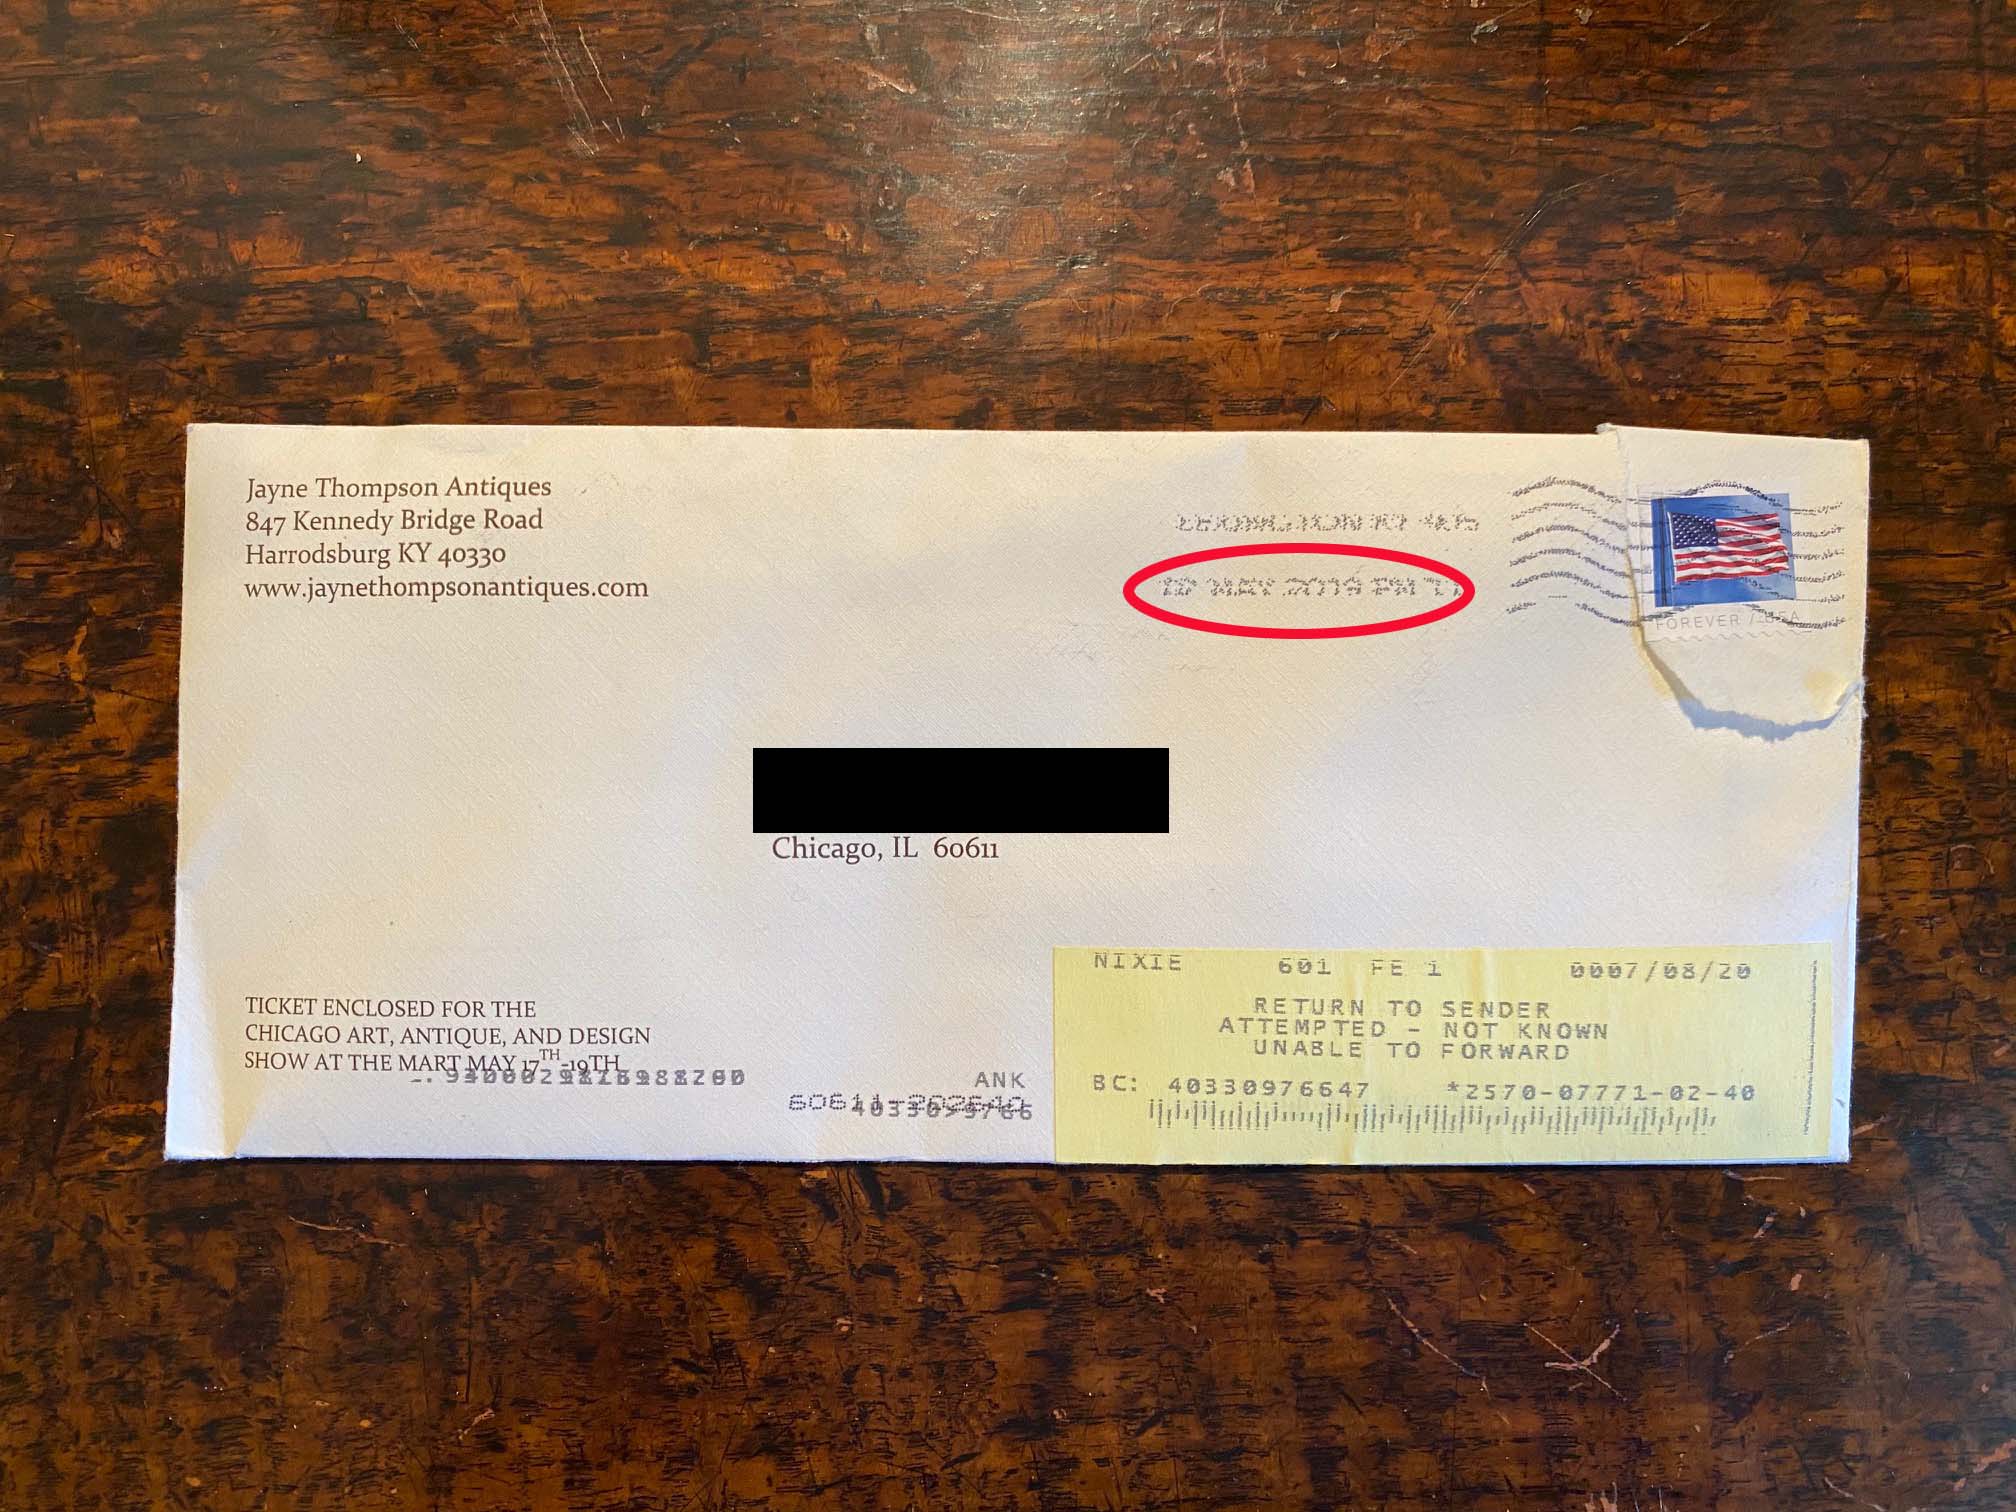 Jayne Thompson Antiques
847 Kennedy Bridge Road
Harrodsburg KY 40330
www.jaynethompsonantiques.com
FOREVER / USA
Chicago, IL 60611
TICKET ENCLOSED FOR THE
CHICAGO ART, ANTIQUE, AND DESIGN
SHOW AT THE MART MAY 17TH-19TH
ANK
NIXIE 601 FE 1 0007/08/20
RETURN TO SENDER
ATTEMPTED - NOT KNOWN
UNABLE TO FORWARD
BC: 40330976647 *2570-07771-02-40